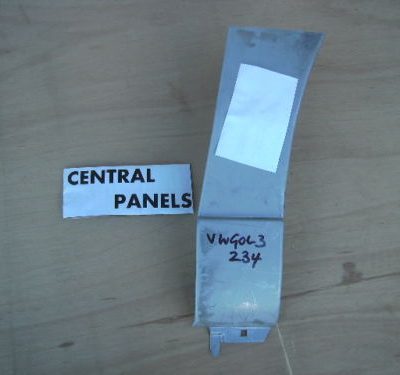 CENTRAL
PANELS
VWGOL3
234